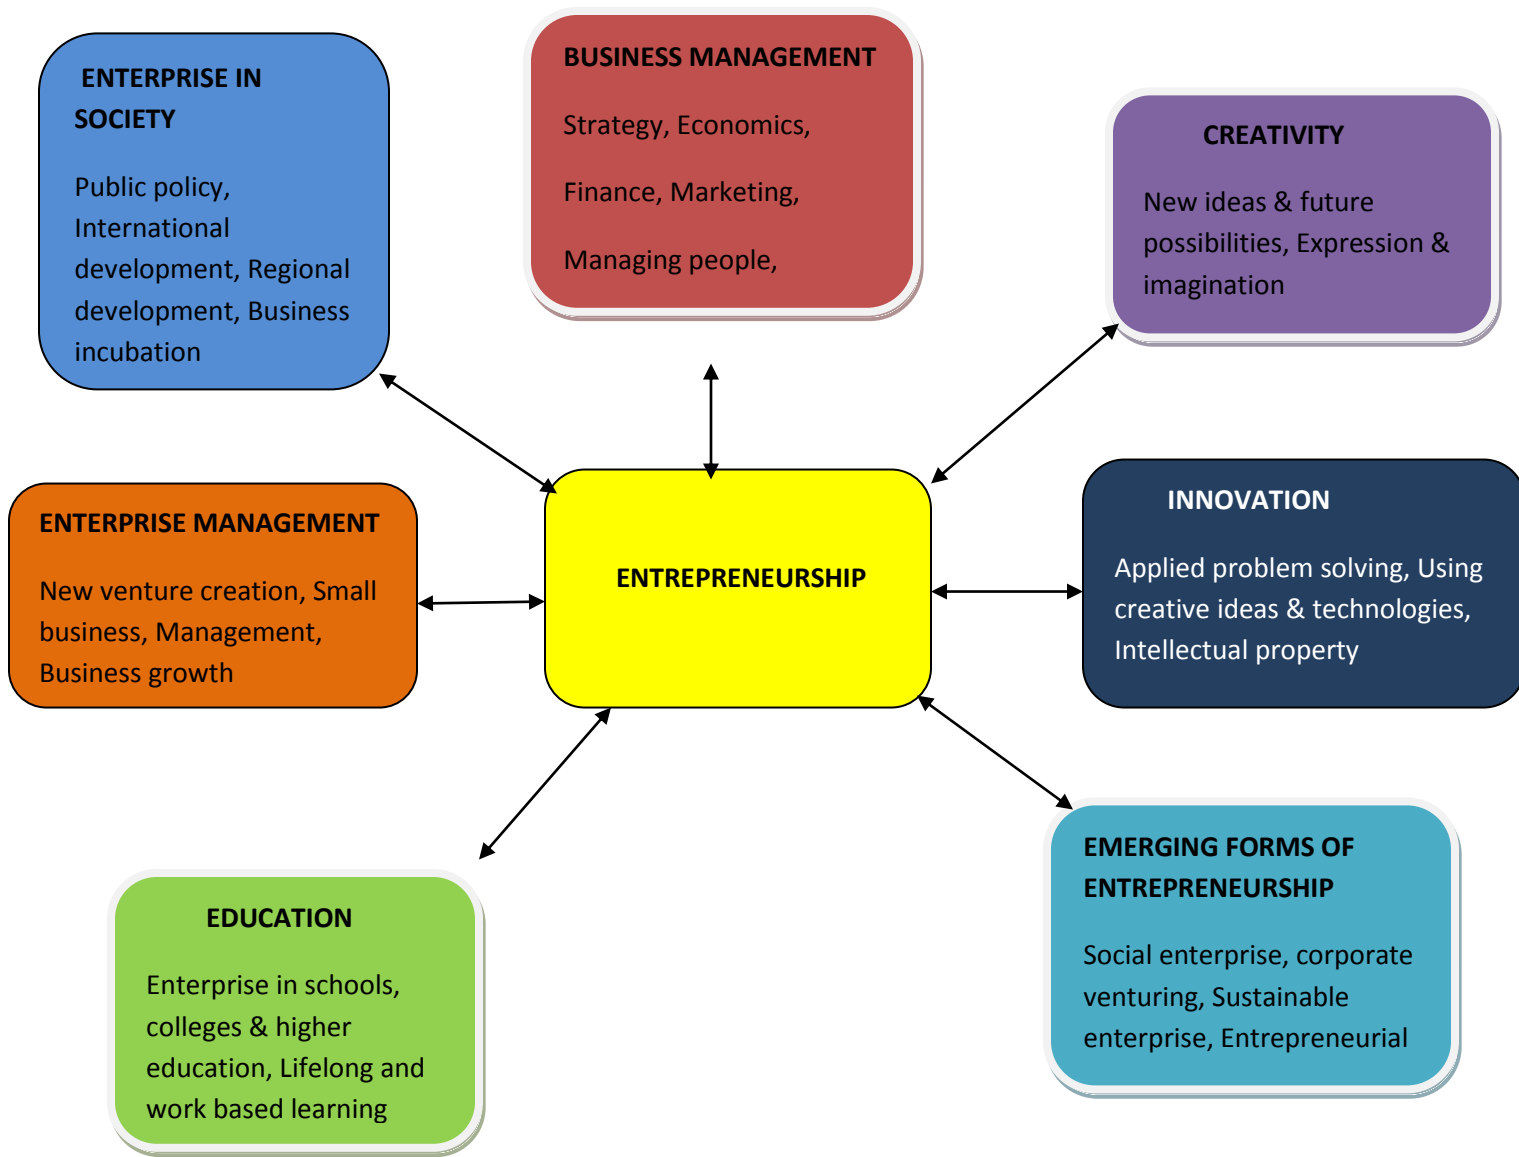 ENTERPRISE IN
SOCIETY
Public policy,
International
development, Regional
development, Business
incubation
BUSINESS MANAGEMENT
Strategy, Economics,
Finance, Marketing,
Managing people,
CREATIVITY
New ideas & future
possibilities, Expression &
imagination
ENTERPRISE MANAGEMENT
New venture creation, Small
business, Management,
Business growth
ENTREPRENEURSHIP
INNOVATION
Applied problem solving, Using
creative ideas & technologies,
Intellectual property
EDUCATION
Enterprise in schools,
colleges & higher
education, Lifelong and
work based learning
EMERGING FORMS OF
ENTREPRENEURSHIP
Social enterprise, corporate
venturing, Sustainable
enterprise, Entrepreneurial